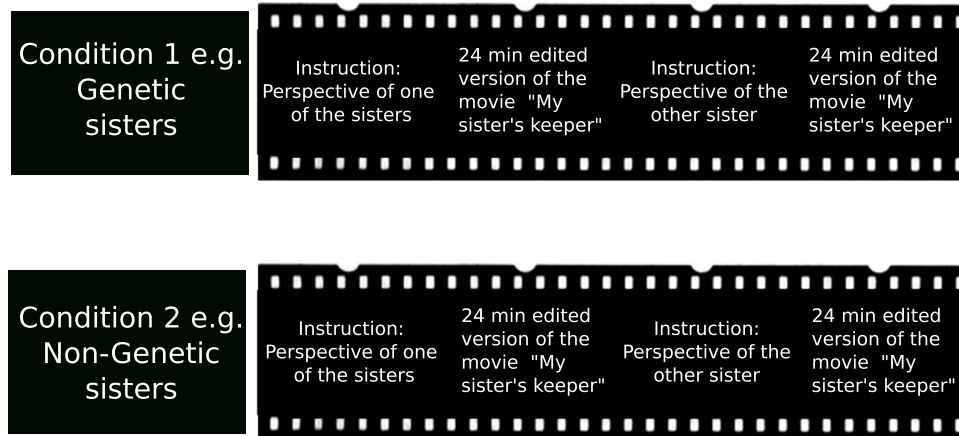 Condition 1 e.g.
Genetic
sisters
Instruction:
Perspective of one
of the sisters
24 min edited
version of the
movie "My
sister's keeper"
Instruction:
Perspective of the
other sister
24 min edited
version of the
movie "My
sister's keeper"
Condition 2 e.g.
Non-Genetic
sisters
Instruction:
Perspective of one
of the sisters
24 min edited
version of the
movie "My
sister's keeper"
Instruction:
Perspective of the
other sister
24 min edited
version of the
movie "My
sister's keeper"